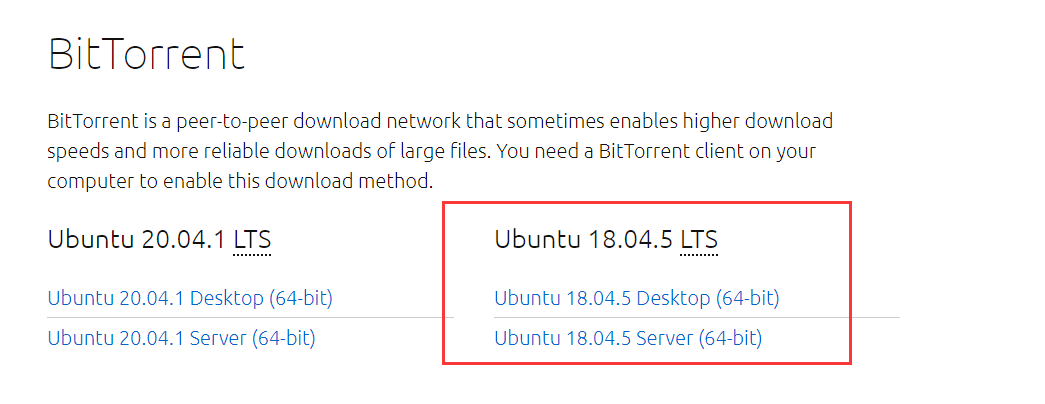 BitTorrent
BitTorrent is a peer-to-peer download network that sometimes enables higher download
speeds and more reliable downloads of large files. You need a BitTorrent client on your
computer to enable this download method.
Ubuntu 20.04.1 LTS
Ubuntu 20.04.1 Desktop (64-bit)
Ubuntu 20.04.1 Server (64-bit)
Ubuntu 18.04.5 LTS
Ubuntu 18.04.5 Desktop (64-bit)
Ubuntu 18.04.5 Server (64-bit)